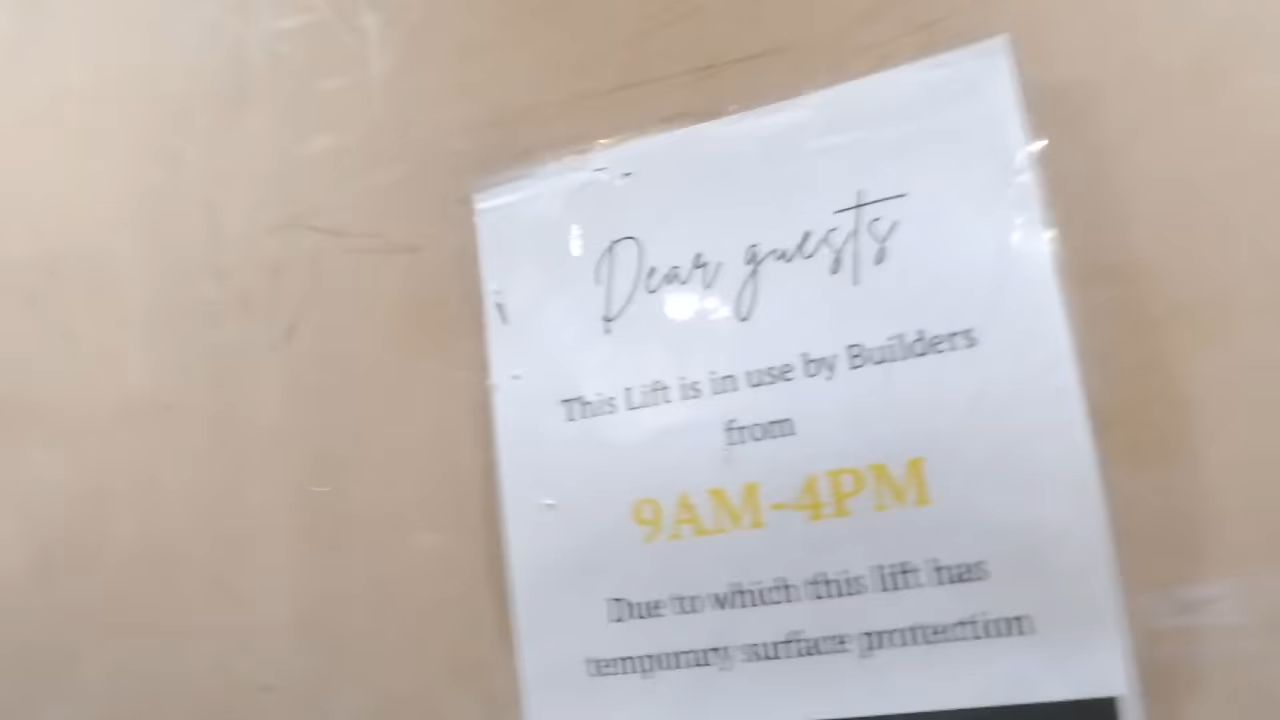 Dear guests
This Lift is in use by Builders
from
9AM-4PM
Due to which this lift has
temporary surface protection